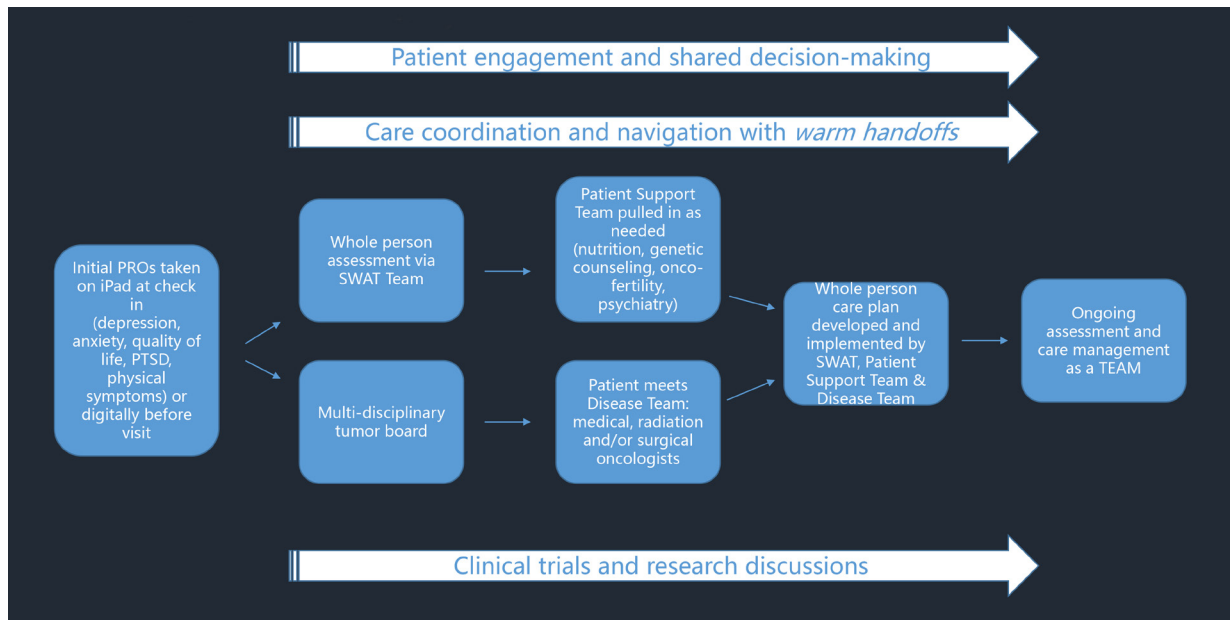 Patient engagement and shared decision-making
Care coordination and navigation with warm handoffs
Initial PROs taken
on iPad at check
in
(depression,
anxiety, quality of
life, PTSD,
physical
symptoms) or
digitally before
visit
Whole person
assessment via
SWAT Team
Multi-disciplinary
tumor board
Patient Support
Team pulled in as
needed
(nutrition, genetic
counseling, onco-
fertility,
psychiatry)
Patient meets
Disease Team:
medical, radiation
and/or surgical
oncologists
Whole person
care plan
developed and
implemented by
SWAT, Patient
Support Team &
Disease Team
Ongoing
assessment and
care management
as a TEAM
Clinical trials and research discussions